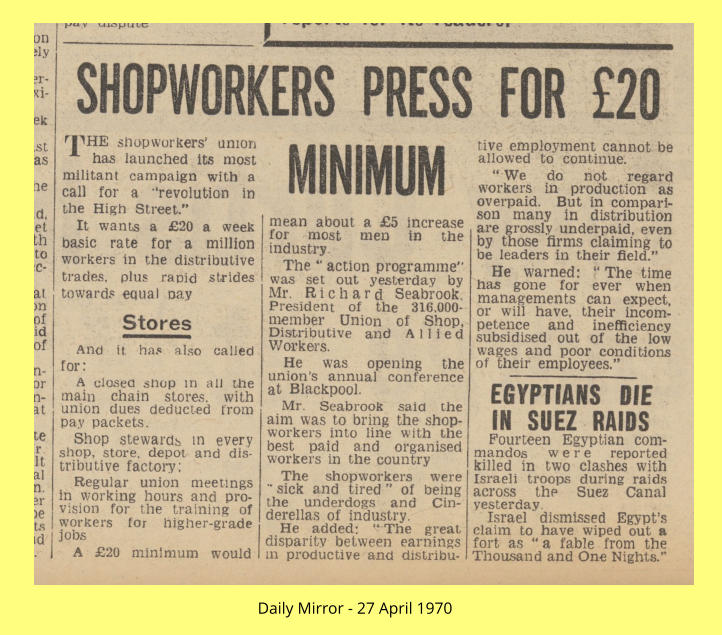 pay dispute
reports for its readers.
SHOPWORKERS PRESS FOR £20
MINIMUM
THE shopworkers' union
has launched its most
militant campaign with a
call for a "revolution in
the High Street."
It wants a £20 a week
basic rate for a million
workers in the distributive
trades, plus rapid strides
towards equal pay
Stores
And it has also called
for:
A closed shop in all the
main chain stores, with
union dues deducted from
pay packets.
Shop stewards in every
shop, store, depot and dis-
tributive factory;
Regular union meetings
in working hours and pro-
vision for the training of
workers for higher-grade
jobs
A £20 minimum would
mean about a £5 increase
for most men in the
industry.
The "action programme"
was set out yesterday by
Mr. Richard Seabrook,
President of the 316,000-
member Union of Shop,
Distributive and Allied
Workers.
He was opening the
union's annual conference
at Blackpool.
Mr. Seabrook said the
aim was to bring the shop-
workers into line with the
best paid and organised
workers in the country
The shopworkers were
"sick and tired" of being
the underdogs and Cin-
derellas of industry.
He added: "The great
disparity between earnings
in productive and distribu-
tive employment cannot be
allowed to continue.
"We do not regard
workers in production as
overpaid. But in compari-
son many in distribution
are grossly underpaid, even
by those firms claiming to
be leaders in their field."
He warned: "The time
has gone for ever when
managements can expect,
or will have, their incom-
petence and inefficiency
subsidised out of the low
wages and poor conditions
of their employees."
EGYPTIANS DIE
IN SUEZ RAIDS
Fourteen Egyptian com-
mandos were reported
killed in two clashes with
Israeli troops during raids
across the Suez Canal
yesterday.
Israel dismissed Egypt's
claim to have wiped out a
fort as "a fable from the
Thousand and One Nights."
Daily Mirror - 27 April 1970